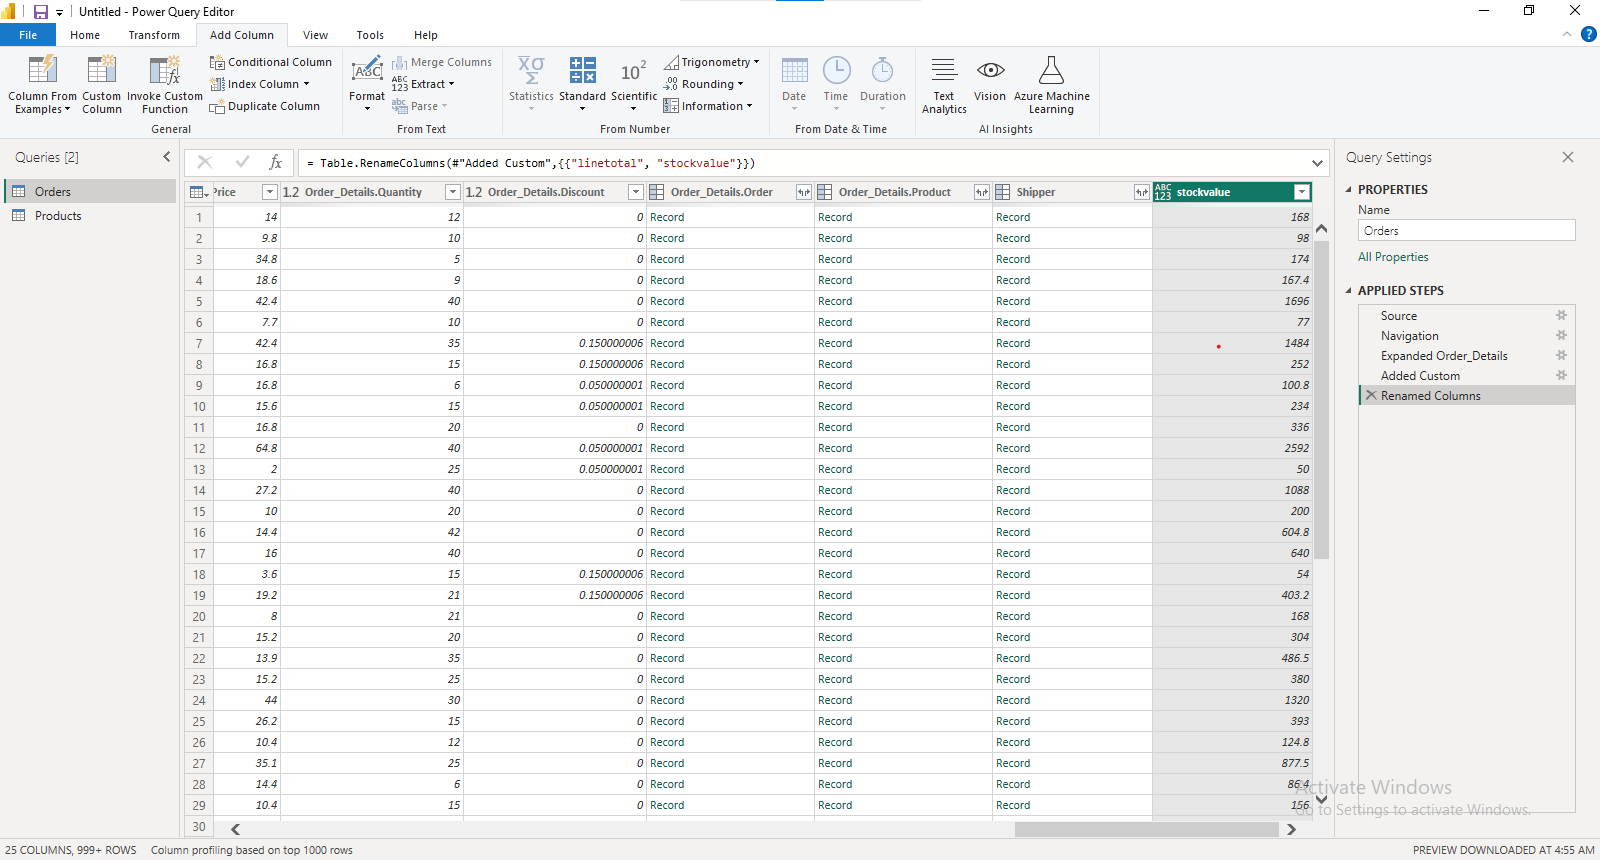 Untitled - Power Query Editor
File Home Transform Add Column View Tools Help
Column From Examples
Custom Column
Invoke Custom Function
Conditional Column
Index Column
Duplicate Column
General
Format
Merge Columns
Extract
Parse
From Text
Statistics
Standard
Scientific
Trigonometry
Rounding
Information
From Number
Date
Time
Duration
From Date & Time
Text Analytics
Vision
Azure Machine Learning
AI Insights
Queries [2]
Orders
Products
= Table.RenameColumns(#"Added Custom",{{"linetotal", "stockvalue"}})
Price 1.2 Order_Details.Quantity 1.2 Order_Details.Discount Order_Details.Order Order_Details.Product Shipper ABC 123 stockvalue
1 14 12 0 Record Record Record 168
2 9.8 10 0 Record Record Record 98
3 34.8 5 0 Record Record Record 174
4 18.6 9 0 Record Record Record 167.4
5 42.4 40 0 Record Record Record 1696
6 7.7 10 0 Record Record Record 77
7 42.4 35 0.150000006 Record Record Record 1484
8 16.8 15 0.150000006 Record Record Record 252
9 16.8 6 0.050000001 Record Record Record 100.8
10 15.6 15 0.050000001 Record Record Record 234
11 16.8 20 0 Record Record Record 336
12 64.8 40 0.050000001 Record Record Record 2592
13 2 25 0.050000001 Record Record Record 50
14 27.2 40 0 Record Record Record 1088
15 10 20 0 Record Record Record 200
16 14.4 42 0 Record Record Record 604.8
17 16 40 0 Record Record Record 640
18 3.6 15 0.150000006 Record Record Record 54
19 19.2 21 0.150000006 Record Record Record 403.2
20 8 21 0 Record Record Record 168
21 15.2 20 0 Record Record Record 304
22 13.9 35 0 Record Record Record 486.5
23 15.2 25 0 Record Record Record 380
24 44 30 0 Record Record Record 1320
25 26.2 15 0 Record Record Record 393
26 10.4 12 0 Record Record Record 124.8
27 35.1 25 0 Record Record Record 877.5
28 14.4 6 0 Record Record Record 86.4
29 10.4 15 0 Record Record Record 156
30
Query Settings
PROPERTIES
Name
Orders
All Properties
APPLIED STEPS
Source
Navigation
Expanded Order_Details
Added Custom
Renamed Columns
Activate Windows
Go to Settings to activate Windows.
25 COLUMNS, 999+ ROWS Column profiling based on top 1000 rows
PREVIEW DOWNLOADED AT 4:55 AM